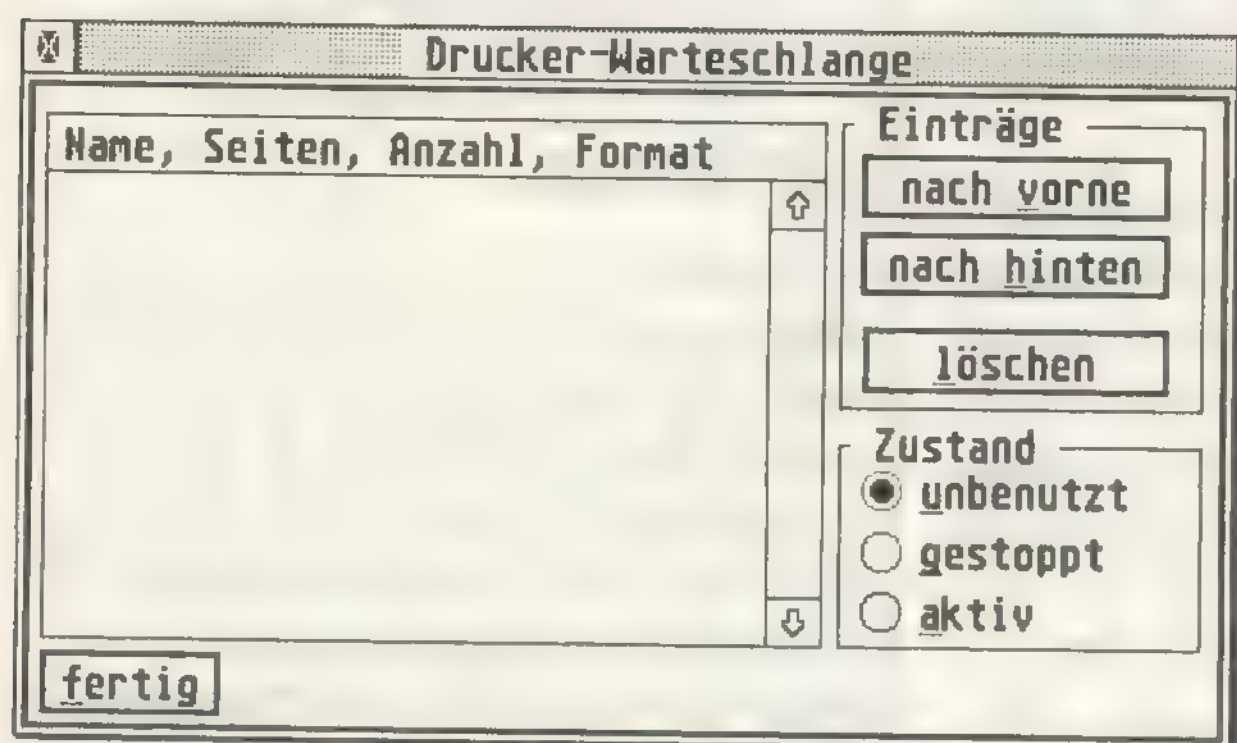 Drucker-Warteschlange
Name, Seiten, Anzahl, Format
Einträge
nach vorne
nach hinten
löschen
Zustand
unbenutzt
gestoppt
aktiv
fertig